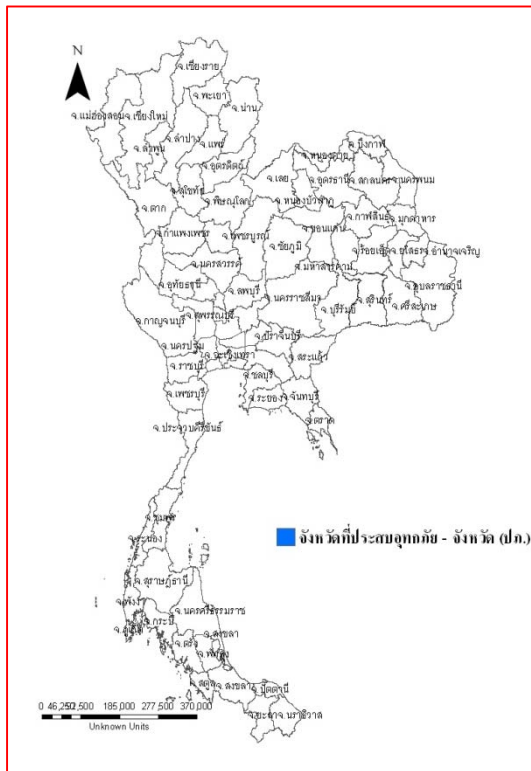 N
จ.เชียงราย
จ.พะเยา
จ.น่าน
จ.แม่ฮ่องสอน
จ.เชียงใหม่
จ.ลำปาง
จ.แพร่
จ.ลำพูน
จ.บึงกาฬ
จ.หนองคาย
จ.อุตรดิตถ์
จ.เลย
จ.อุดรธานี
จ.สกลนคร
จ.นครพนม
จ.สุโขทัย
จ.ตาก
จ.พิษณุโลก
จ.หนองบัวลำภู
จ.กาฬสินธุ์
จ.มุกดาหาร
จ.กำแพงเพชร
จ.เพชรบูรณ์
จ.ขอนแก่น
จ.ชัยภูมิ
จ.ร้อยเอ็ด
จ.ยโสธร
จ.อำนาจเจริญ
จ.นครสวรรค์
จ.มหาสารคาม
จ.อุทัยธานี
จ.ลพบุรี
จ.นครราชสีมา
จ.บุรีรัมย์
จ.สุรินทร์
จ.ศรีสะเกษ
จ.อุบลราชธานี
จ.กาญจนบุรี
จ.สุพรรณบุรี
จ.ปราจีนบุรี
จ.นครปฐม
จ.ฉะเชิงเทรา
จ.สระแก้ว
จ.ราชบุรี
จ.ชลบุรี
จ.เพชรบุรี
จ.ระยอง
จ.จันทบุรี
จ.ตราด
จ.ประจวบคีรีขันธ์
จ.ชุมพร
จังหวัดที่ประสบอุทกภัย - จังหวัด (ปภ.)
จ.ระนอง
จ.สุราษฎร์ธานี
จ.พังงา
จ.นครศรีธรรมราช
จ.กระบี่
จ.ภูเก็ต
จ.สงขลา
จ.ตรัง
จ.พัทลุง
จ.สตูล
จ.สงขลา
จ.ปัตตานี
จ.ยะลา
จ.นราธิวาส
0 46,250 92,500 185,000 277,500 370,000
Unknown Units